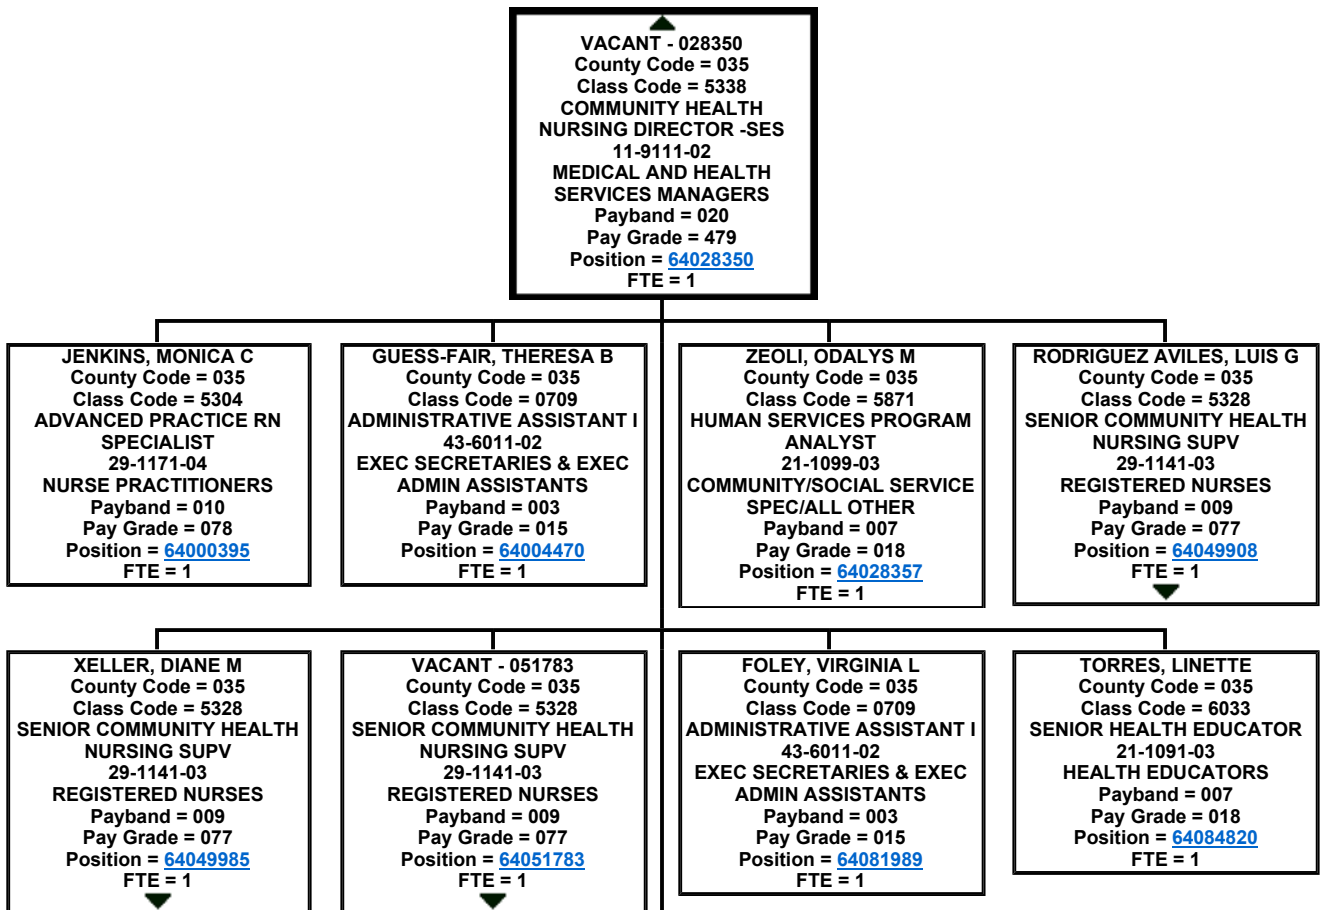 VACANT - 028350
County Code = 035
Class Code = 5338
COMMUNITY HEALTH
NURSING DIRECTOR -SES
11-9111-02
MEDICAL AND HEALTH
SERVICES MANAGERS
Payband = 020
Pay Grade = 479
Position = 64028350
FTE = 1
JENKINS, MONICA C
County Code = 035
Class Code = 5304
ADVANCED PRACTICE RN
SPECIALIST
29-1171-04
NURSE PRACTITIONERS
Payband = 010
Pay Grade = 078
Position = 64000395
FTE = 1
GUESS-FAIR, THERESA B
County Code = 035
Class Code = 0709
ADMINISTRATIVE ASSISTANT I
43-6011-02
EXEC SECRETARIES & EXEC
ADMIN ASSISTANTS
Payband = 003
Pay Grade = 015
Position = 64004470
FTE = 1
ZEOLI, ODALYS M
County Code = 035
Class Code = 5871
HUMAN SERVICES PROGRAM
ANALYST
21-1099-03
COMMUNITY/SOCIAL SERVICE
SPEC/ALL OTHER
Payband = 007
Pay Grade = 018
Position = 64028357
FTE = 1
RODRIGUEZ AVILES, LUIS G
County Code = 035
Class Code = 5328
SENIOR COMMUNITY HEALTH
NURSING SUPV
29-1141-03
REGISTERED NURSES
Payband = 009
Pay Grade = 077
Position = 64049908
FTE = 1
XELLER, DIANE M
County Code = 035
Class Code = 5328
SENIOR COMMUNITY HEALTH
NURSING SUPV
29-1141-03
REGISTERED NURSES
Payband = 009
Pay Grade = 077
Position = 64049985
FTE = 1
VACANT - 051783
County Code = 035
Class Code = 5328
SENIOR COMMUNITY HEALTH
NURSING SUPV
29-1141-03
REGISTERED NURSES
Payband = 009
Pay Grade = 077
Position = 64051783
FTE = 1
FOLEY, VIRGINIA L
County Code = 035
Class Code = 0709
ADMINISTRATIVE ASSISTANT I
43-6011-02
EXEC SECRETARIES & EXEC
ADMIN ASSISTANTS
Payband = 003
Pay Grade = 015
Position = 64081989
FTE = 1
TORRES, LINETTE
County Code = 035
Class Code = 6033
SENIOR HEALTH EDUCATOR
21-1091-03
HEALTH EDUCATORS
Payband = 007
Pay Grade = 018
Position = 64084820
FTE = 1